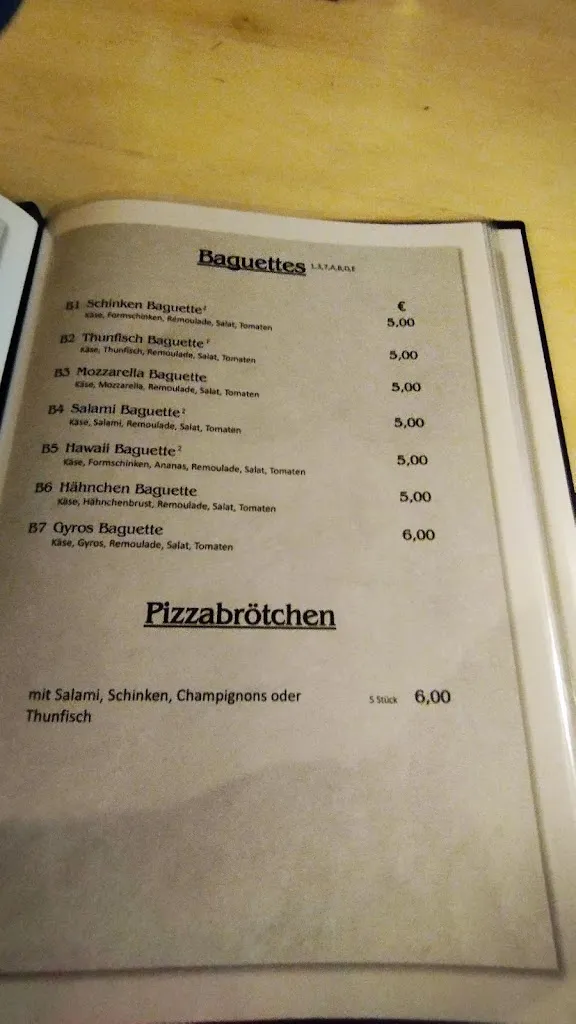 Baguettes 1,3,7,A,B,D,E
€
B1 Schinken Baguette² 5,00
Käse, Formschinken, Remoulade, Salat, Tomaten
B2 Thunfisch Baguette 5,00
Käse, Thunfisch, Remoulade, Salat, Tomaten
B3 Mozzarella Baguette 5,00
Käse, Mozzarella, Remoulade, Salat, Tomaten
B4 Salami Baguette² 5,00
Käse, Salami, Remoulade, Salat, Tomaten
B5 Hawaii Baguette² 5,00
Käse, Formschinken, Ananas, Remoulade, Salat, Tomaten
B6 Hähnchen Baguette 5,00
Käse, Hähnchenbrust, Remoulade, Salat, Tomaten
B7 Gyros Baguette 6,00
Käse, Gyros, Remoulade, Salat, Tomaten
Pizzabrötchen
mit Salami, Schinken, Champignons oder 5 Stück 6,00
Thunfisch